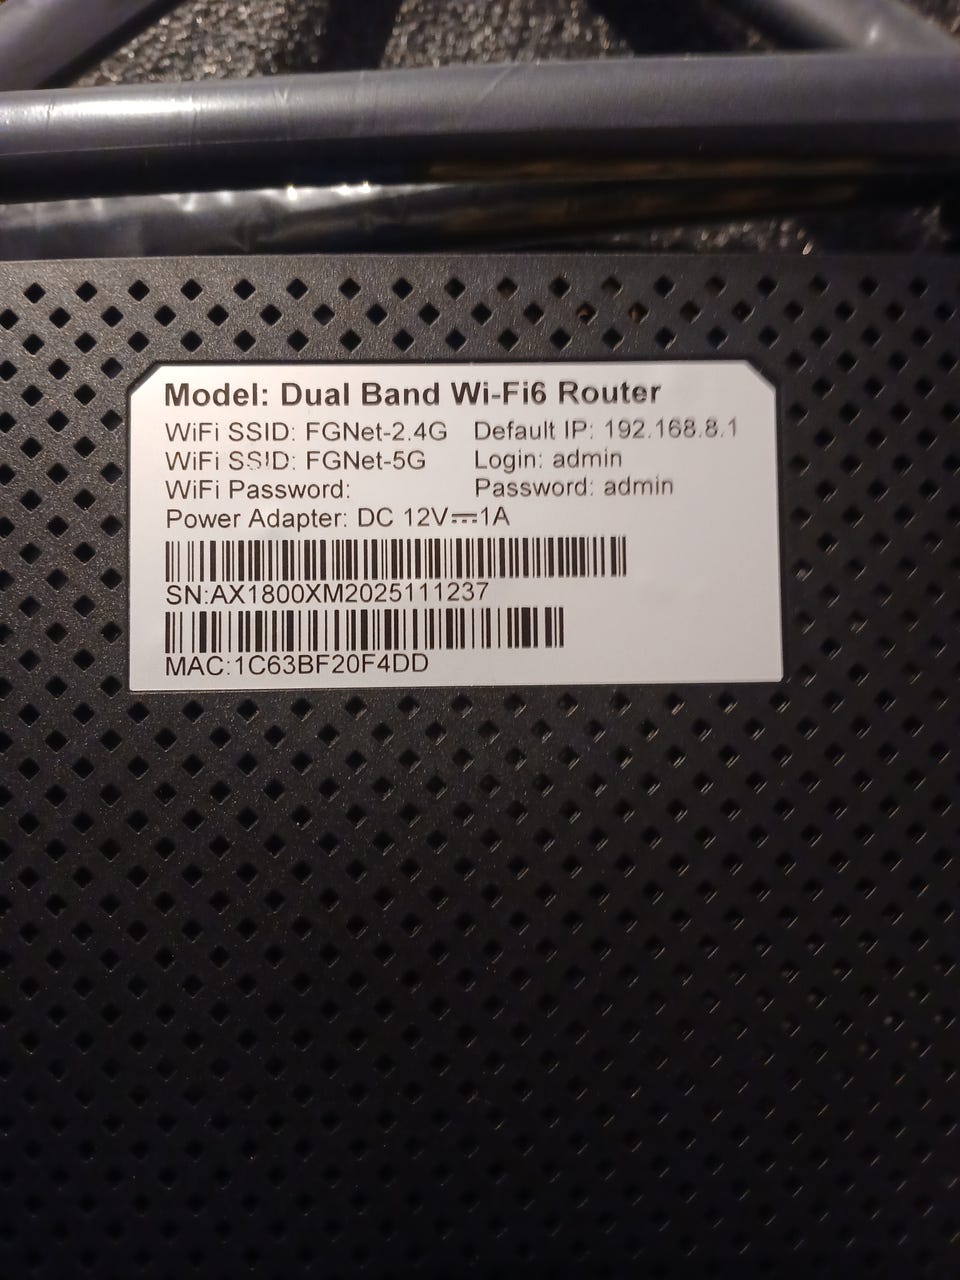 Model: Dual Band Wi-Fi6 Router
WiFi SSID: FGNet-2.4G Default IP: 192.168.8.1
WiFi SSID: FGNet-5G Login: admin
WiFi Password: Password: admin
Power Adapter: DC 12V⎓1A
SN:AX1800XM2025111237
MAC:1C63BF20F4DD